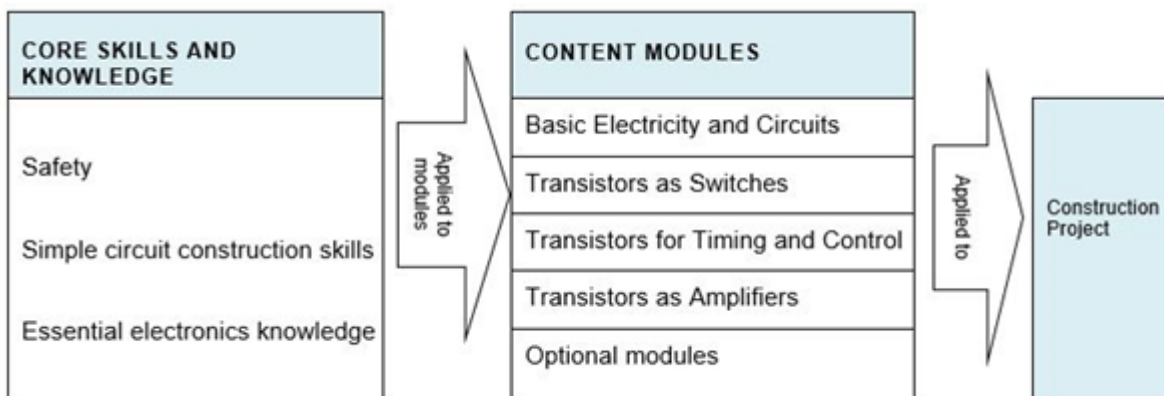 CORE SKILLS AND
KNOWLEDGE
Safety
Simple circuit construction skills
Essential electronics knowledge
Applied to
modules
CONTENT MODULES
Basic Electricity and Circuits
Transistors as Switches
Transistors for Timing and Control
Transistors as Amplifiers
Optional modules
Applied to
Construction
Project